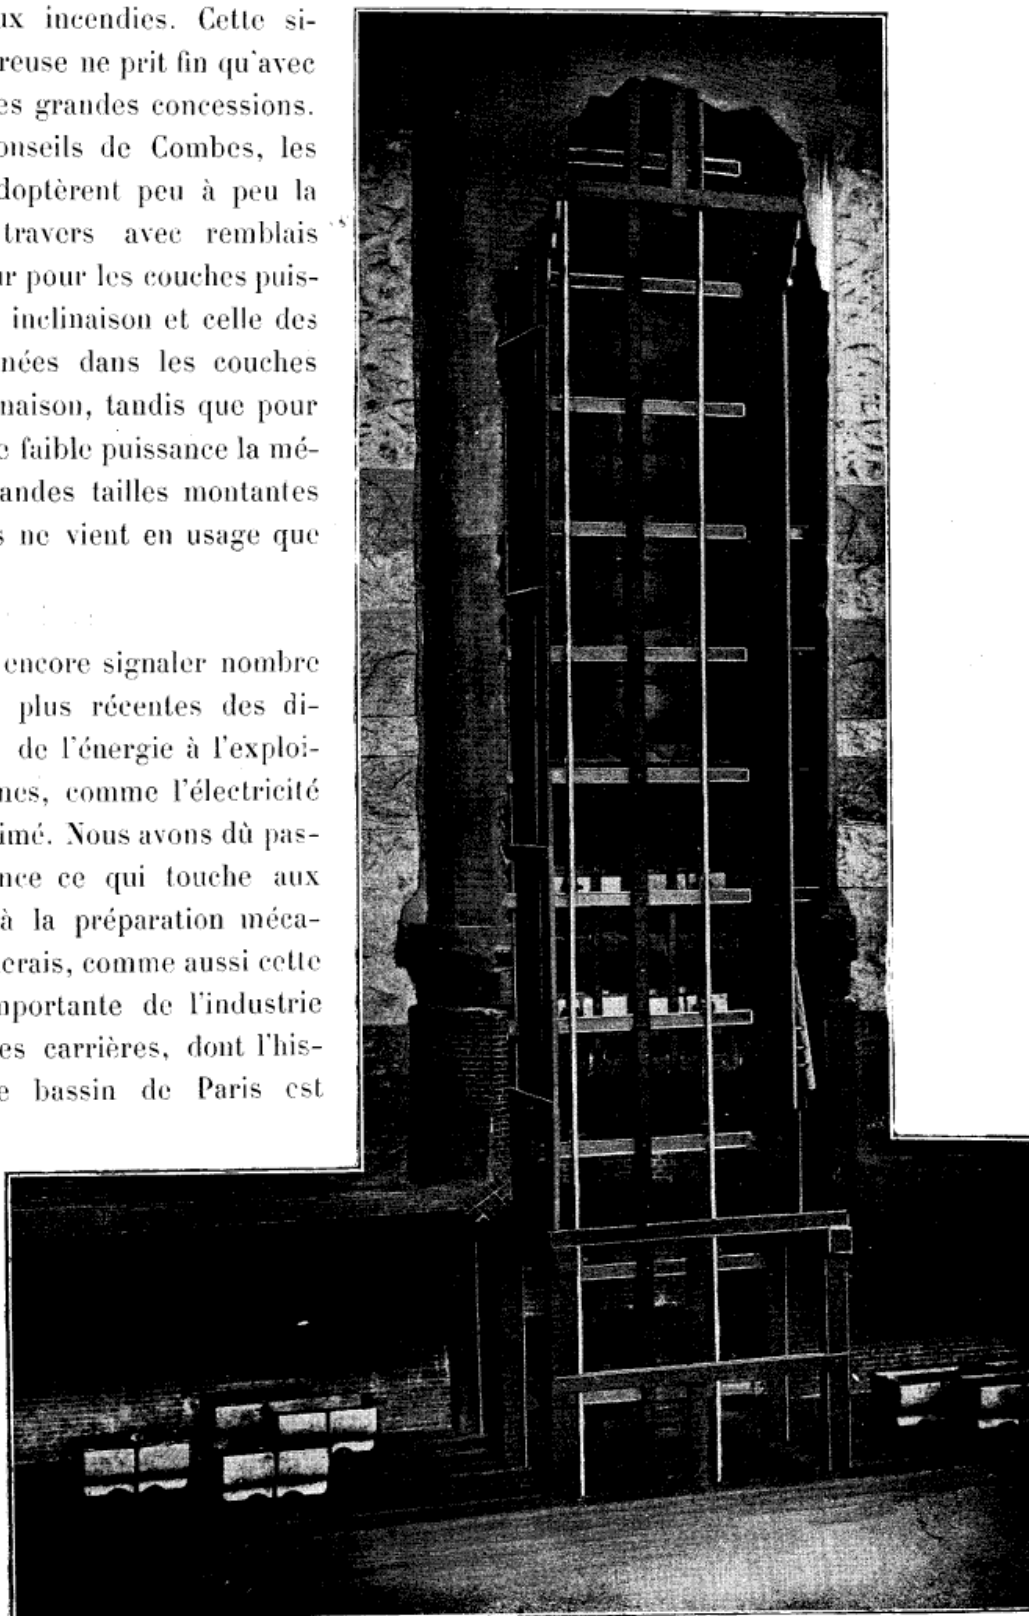 ux incendies. Cette si-
reuse ne prit fin qu'avec
es grandes concessions.
onseils de Combes, les
doptèrent peu à peu la
travers avec remblais
ur pour les couches puis-
inclinaison et celle des
nées dans les couches
naison, tandis que pour
e faible puissance la mé-
andes tailles montantes
s ne vient en usage que
encore signaler nombre
plus récentes des di-
de l'énergie à l'exploi-
nes, comme l'électricité
imé. Nous avons dû pas-
nce ce qui touche aux
à la préparation méca-
erais, comme aussi cette
mportante de l'industrie
es carrières, dont l'his-
e bassin de Paris est